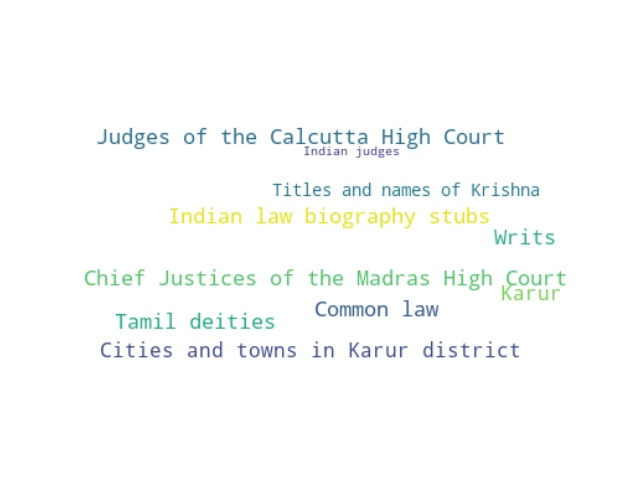 Judges of the Calcutta High Court
Indian judges
Titles and names of Krishna
Indian law biography stubs
Writs
Chief Justices of the Madras High Court
Karur
Common law
Tamil deities
Cities and towns in Karur district